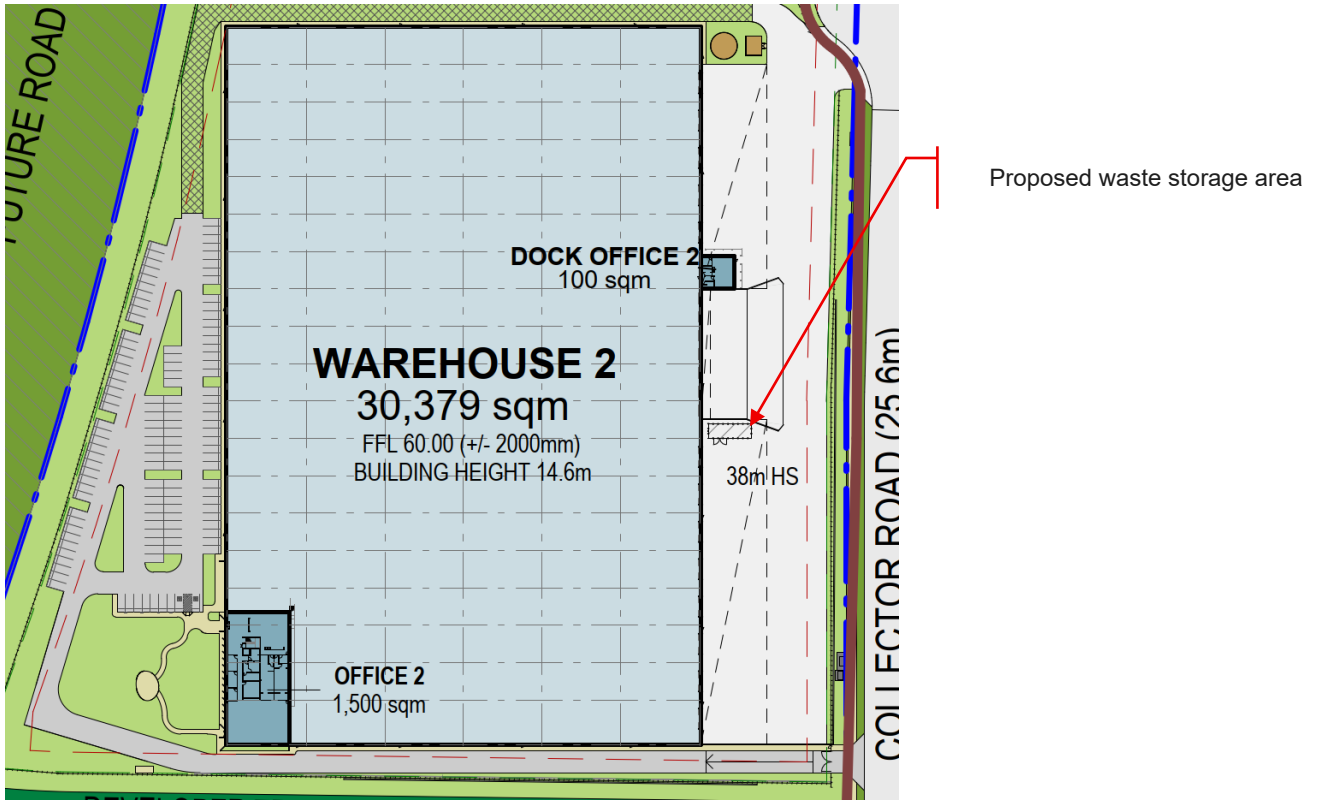 FUTURE ROAD
Proposed waste storage area
DOCK OFFICE 2
100 sqm
WAREHOUSE 2
30,379 sqm
FFL 60.00 (+/- 2000mm)
BUILDING HEIGHT 14.6m
38m HS
COLLECTOR ROAD (25.6m)
OFFICE 2
1,500 sqm